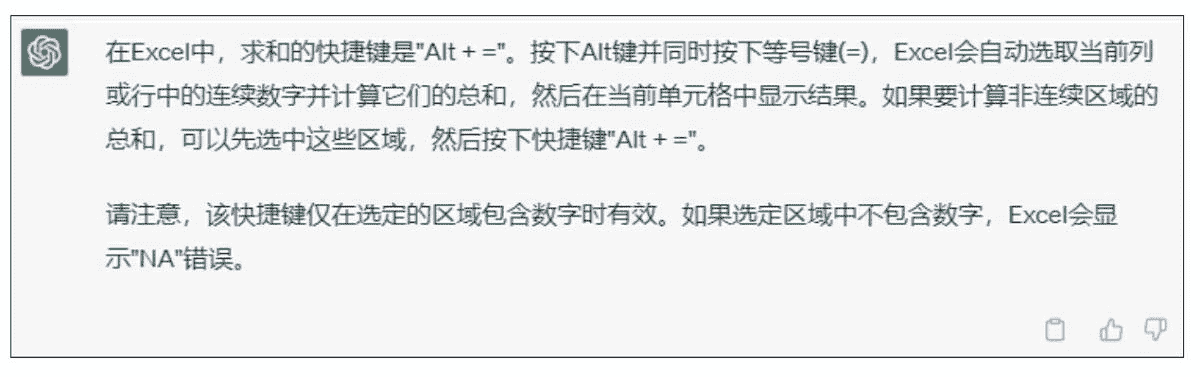 在Excel中，求和的快捷键是"Alt + ="。按下Alt键并同时按下等号键(=)，Excel会自动选取当前列
或行中的连续数字并计算它们的总和，然后在当前单元格中显示结果。如果要计算非连续区域的
总和，可以先选中这些区域，然后按下快捷键"Alt + ="。
请注意，该快捷键仅在选定的区域包含数字时有效。如果选定区域中不包含数字，Excel会显
示"NA"错误。